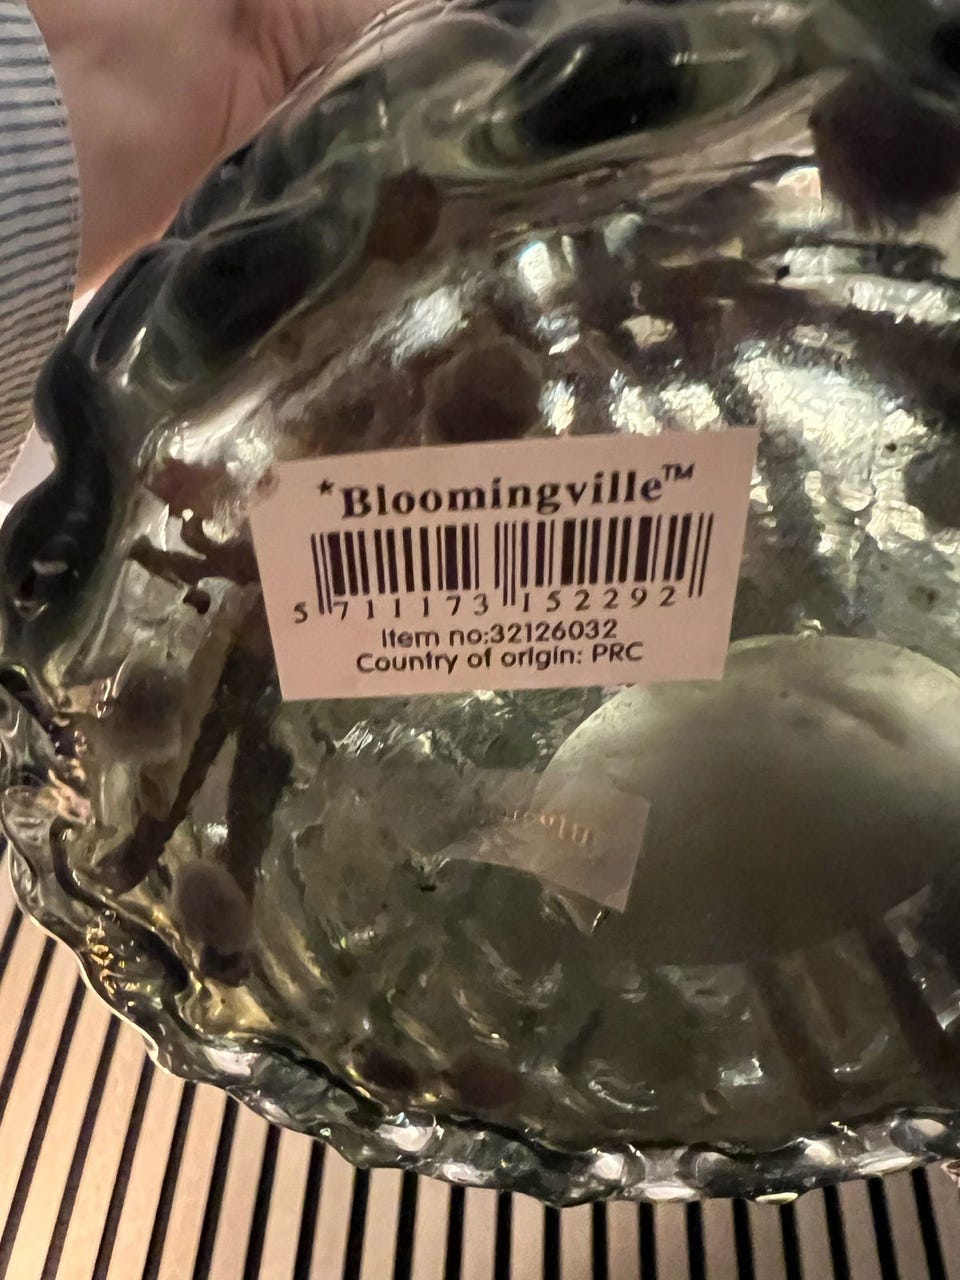 *Bloomingville™
5 711173 152292
Item no:32126032
Country of origin: PRC